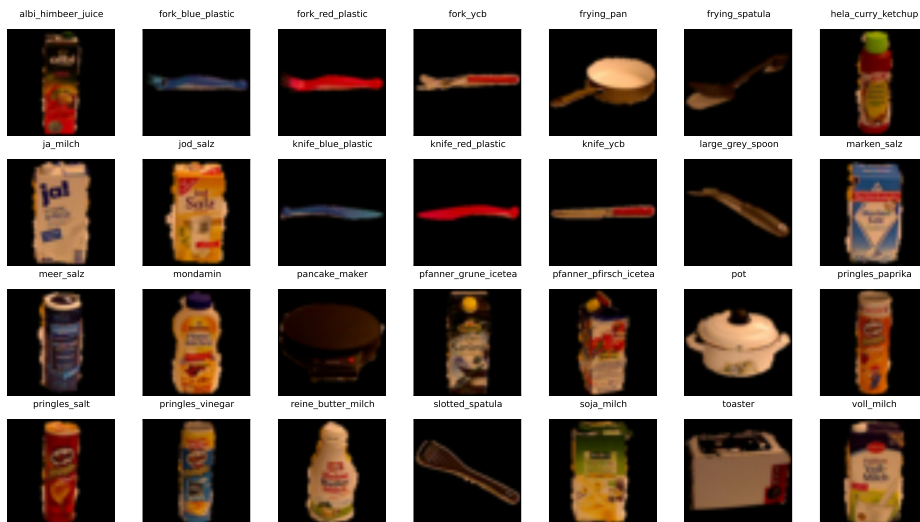 albi_himbeer_juice
fork_blue_plastic
fork_red_plastic
fork_ycb
frying_pan
frying_spatula
hela_curry_ketchup
albi
ja_milch
jod_salz
knife_blue_plastic
knife_red_plastic
knife_ycb
large_grey_spoon
marken_salz
ja!
Jod
Salz
meer_salz
mondamin
pancake_maker
pfanner_grune_icetea
pfanner_pfirsch_icetea
pot
pringles_paprika
pringles_salt
pringles_vinegar
reine_butter_milch
slotted_spatula
soja_milch
toaster
voll_milch
Voll-
Milch